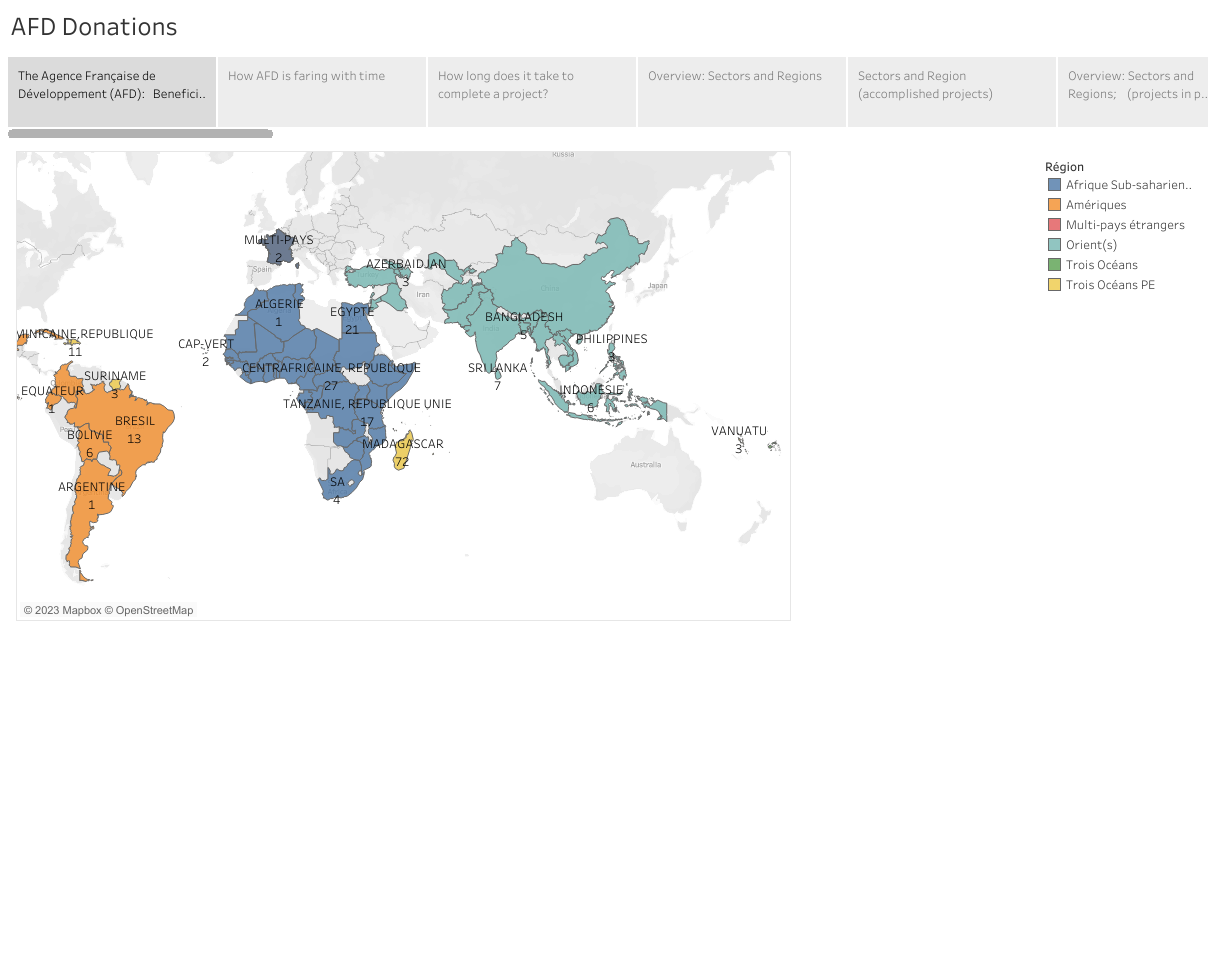 AFD Donations
The Agence Française de
Développement (AFD):   Benefici..
How AFD is faring with time
How long does it take to
complete a project?
Overview: Sectors and Regions
Sectors and Region
(accomplished projects)
Overview: Sectors and
Regions;   (projects in p..
Russia
MULTI-PAYS
2
Spain
AZERBAIDJAN
3
Iran
China
Japan
ALGERIE
1
EGYPTE
21
BANGLADESH
5
India
MINICAINE,REPUBLIQUE
11
CAP-VERT
2
PHILIPPINES
3
CENTRAFRICAINE, REPUBLIQUE
27
SRI LANKA
7
SURINAME
3
EQUATEUR
1
INDONESIE
6
TANZANIE, REPUBLIQUE UNIE
17
BRESIL
13
BOLIVIE
6
MADAGASCAR
72
VANUATU
3
Australia
ARGENTINE
1
SA
4
© 2023 Mapbox © OpenStreetMap
Région
Afrique Sub-saharien..
Amériques
Multi-pays étrangers
Orient(s)
Trois Océans
Trois Océans PE